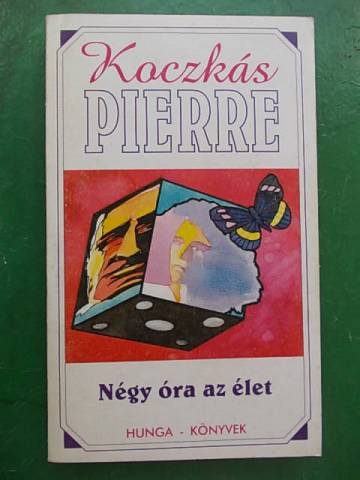 Koczkás
PIERRE
Négy óra az élet
HUNGA - KÖNYVEK